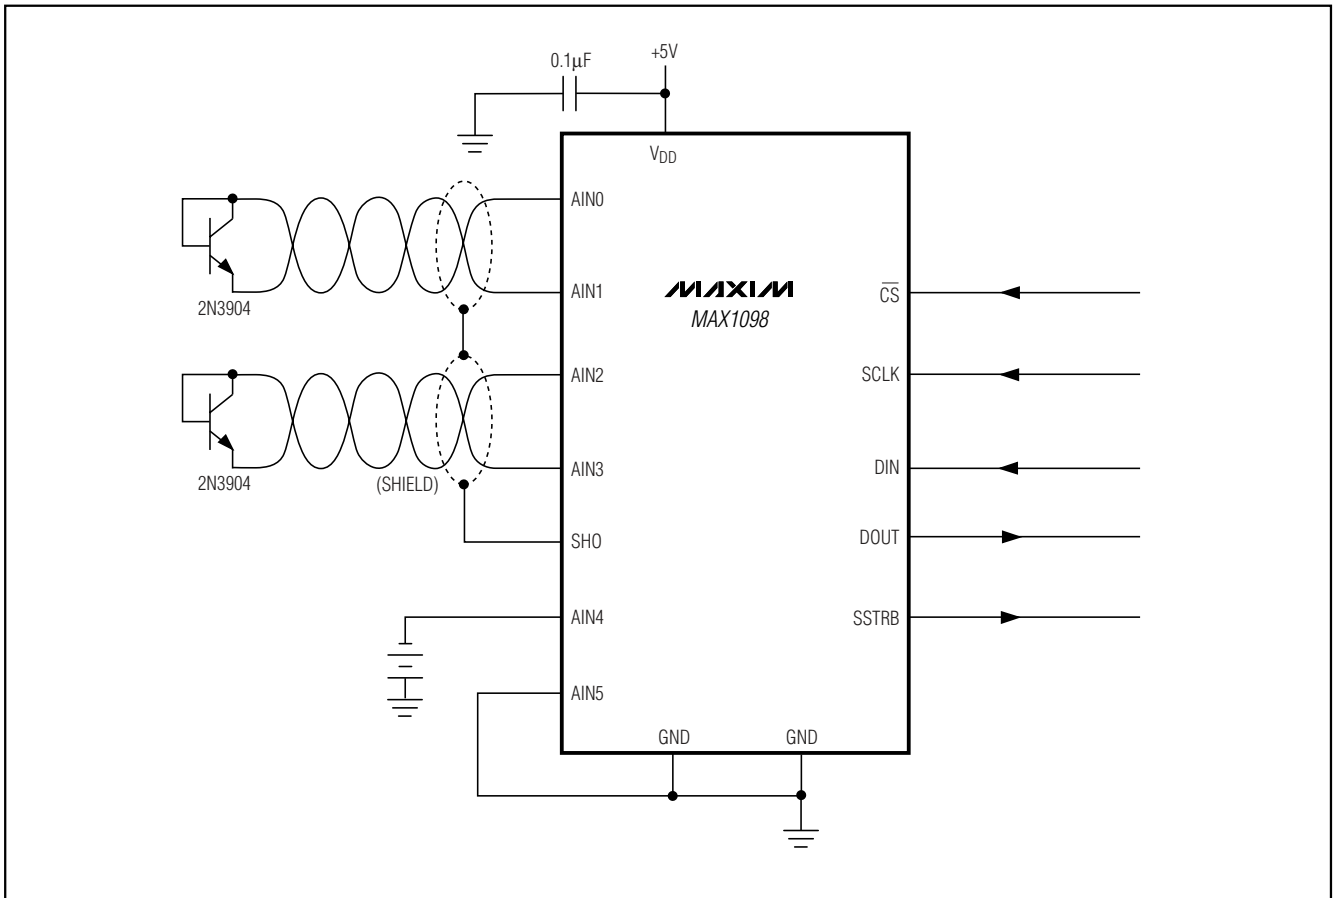 +5V
0.1µF
VDD
AIN0
AIN1
2N3904
MAXIM
MAX1098
CS
AIN2
SCLK
AIN3
DIN
2N3904
(SHIELD)
SHO
DOUT
AIN4
SSTRB
AIN5
GND
GND